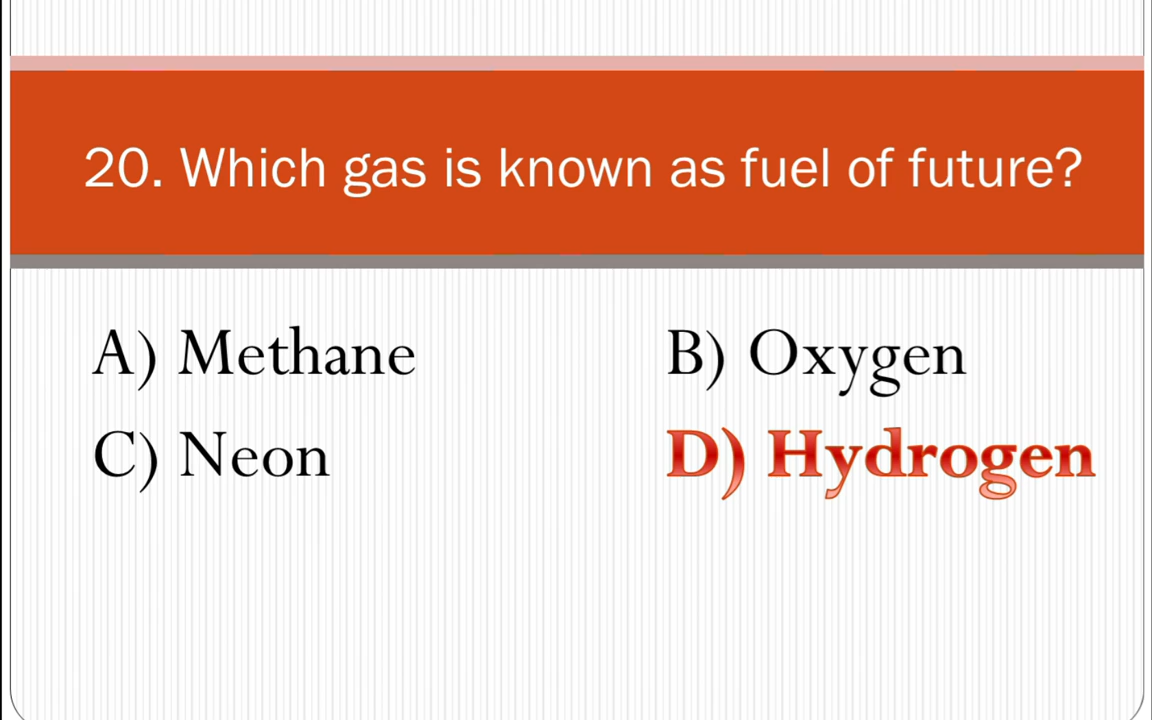 20. Which gas is known as fuel of future?
A) Methane B) Oxygen
C) Neon D) Hydrogen